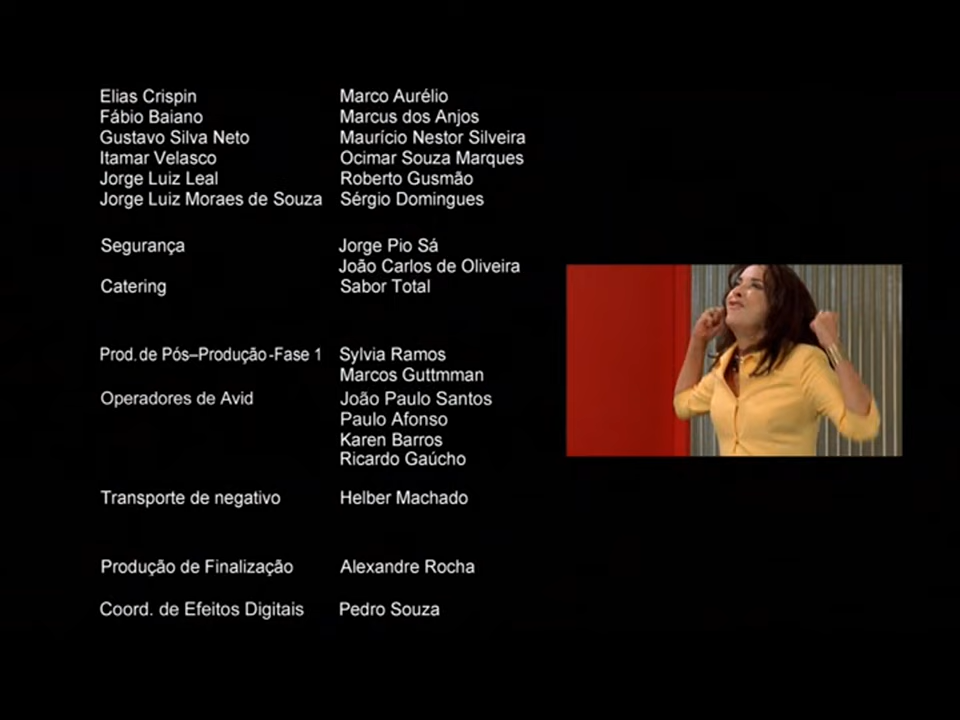 Elias Crispin Marco Aurélio
Fábio Baiano Marcus dos Anjos
Gustavo Silva Neto Maurício Nestor Silveira
Itamar Velasco Ocimar Souza Marques
Jorge Luiz Leal Roberto Gusmão
Jorge Luiz Moraes de Souza Sérgio Domingues
Segurança Jorge Pio Sá
João Carlos de Oliveira
Catering Sabor Total
Prod. de Pós–Produção -Fase 1 Sylvia Ramos
Marcos Guttmman
Operadores de Avid João Paulo Santos
Paulo Afonso
Karen Barros
Ricardo Gaúcho
Transporte de negativo Helber Machado
Produção de Finalização Alexandre Rocha
Coord. de Efeitos Digitais Pedro Souza